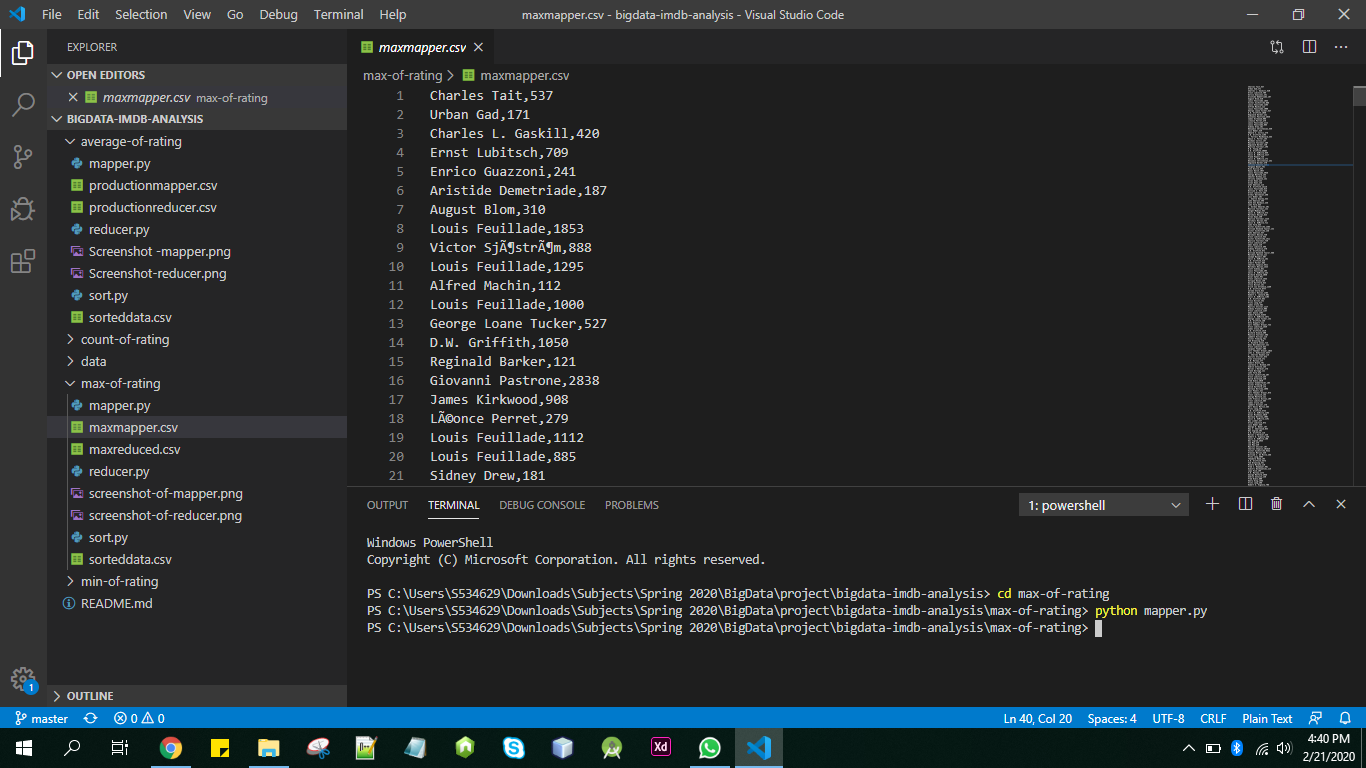 File Edit Selection View Go Debug Terminal Help
maxmapper.csv - bigdata-imdb-analysis - Visual Studio Code
EXPLORER
OPEN EDITORS
maxmapper.csv max-of-rating
BIGDATA-IMDB-ANALYSIS
average-of-rating
mapper.py
productionmapper.csv
productionreducer.csv
reducer.py
Screenshot -mapper.png
Screenshot-reducer.png
sort.py
sorteddata.csv
count-of-rating
data
max-of-rating
mapper.py
maxmapper.csv
maxreduced.csv
reducer.py
screenshot-of-mapper.png
screenshot-of-reducer.png
sort.py
sorteddata.csv
min-of-rating
README.md
OUTLINE
1
maxmapper.csv
max-of-rating > maxmapper.csv
1 Charles Tait,537
2 Urban Gad,171
3 Charles L. Gaskill,420
4 Ernst Lubitsch,709
5 Enrico Guazzoni,241
6 Aristide Demetriade,187
7 August Blom,310
8 Louis Feuillade,1853
9 Victor SjÃ¶strÃ¶m,888
10 Louis Feuillade,1295
11 Alfred Machin,112
12 Louis Feuillade,1000
13 George Loane Tucker,527
14 D.W. Griffith,1050
15 Reginald Barker,121
16 Giovanni Pastrone,2838
17 James Kirkwood,908
18 LÃ©once Perret,279
19 Louis Feuillade,1112
20 Louis Feuillade,885
21 Sidney Drew,181
OUTPUT TERMINAL DEBUG CONSOLE PROBLEMS
1: powershell
Windows PowerShell
Copyright (C) Microsoft Corporation. All rights reserved.
PS C:\Users\S534629\Downloads\Subjects\Spring 2020\BigData\project\bigdata-imdb-analysis> cd max-of-rating
PS C:\Users\S534629\Downloads\Subjects\Spring 2020\BigData\project\bigdata-imdb-analysis\max-of-rating> python mapper.py
PS C:\Users\S534629\Downloads\Subjects\Spring 2020\BigData\project\bigdata-imdb-analysis\max-of-rating>
master 0 0 Ln 40, Col 20 Spaces: 4 UTF-8 CRLF Plain Text
Xd
4:40 PM
2/21/2020